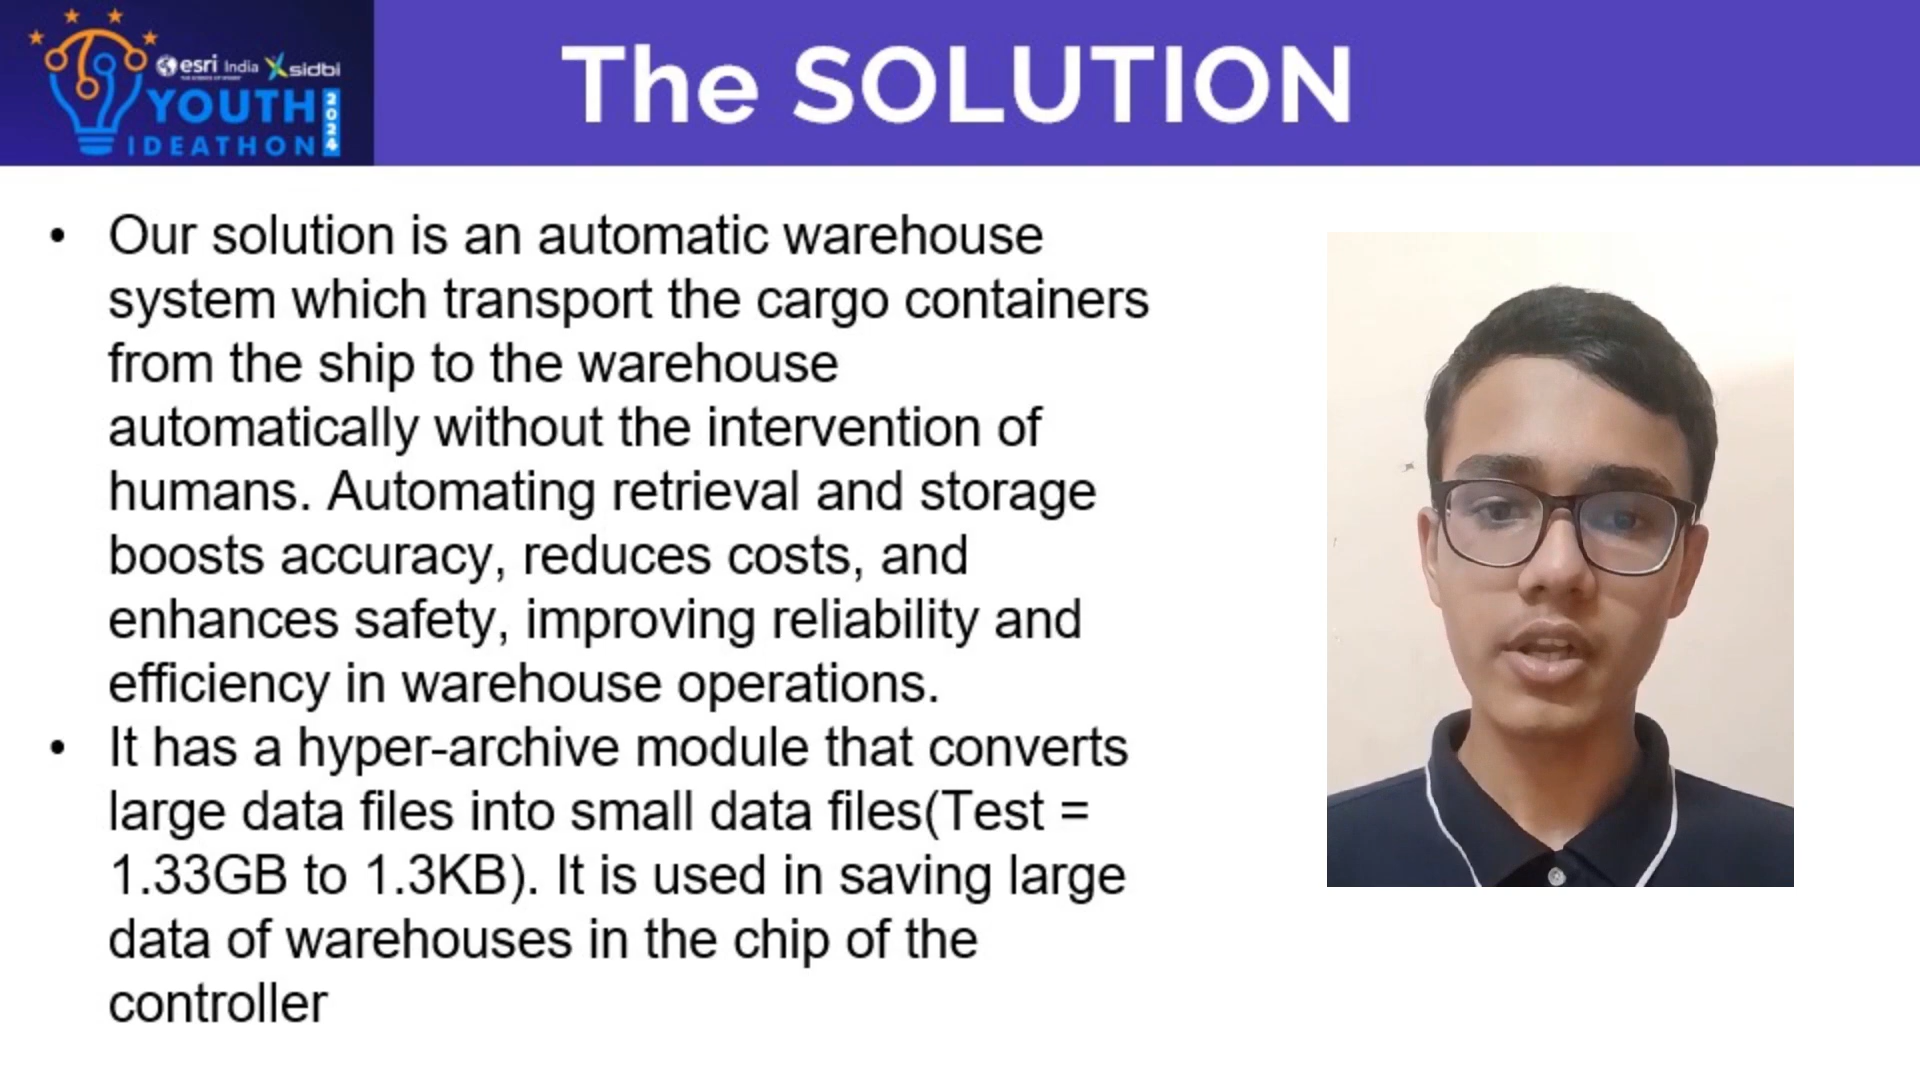 esri India sidbi
YOUTH
2024
IDEATHON
The SOLUTION
• Our solution is an automatic warehouse
system which transport the cargo containers
from the ship to the warehouse
automatically without the intervention of
humans. Automating retrieval and storage
boosts accuracy, reduces costs, and
enhances safety, improving reliability and
efficiency in warehouse operations.
• It has a hyper-archive module that converts
large data files into small data files(Test =
1.33GB to 1.3KB). It is used in saving large
data of warehouses in the chip of the
controller